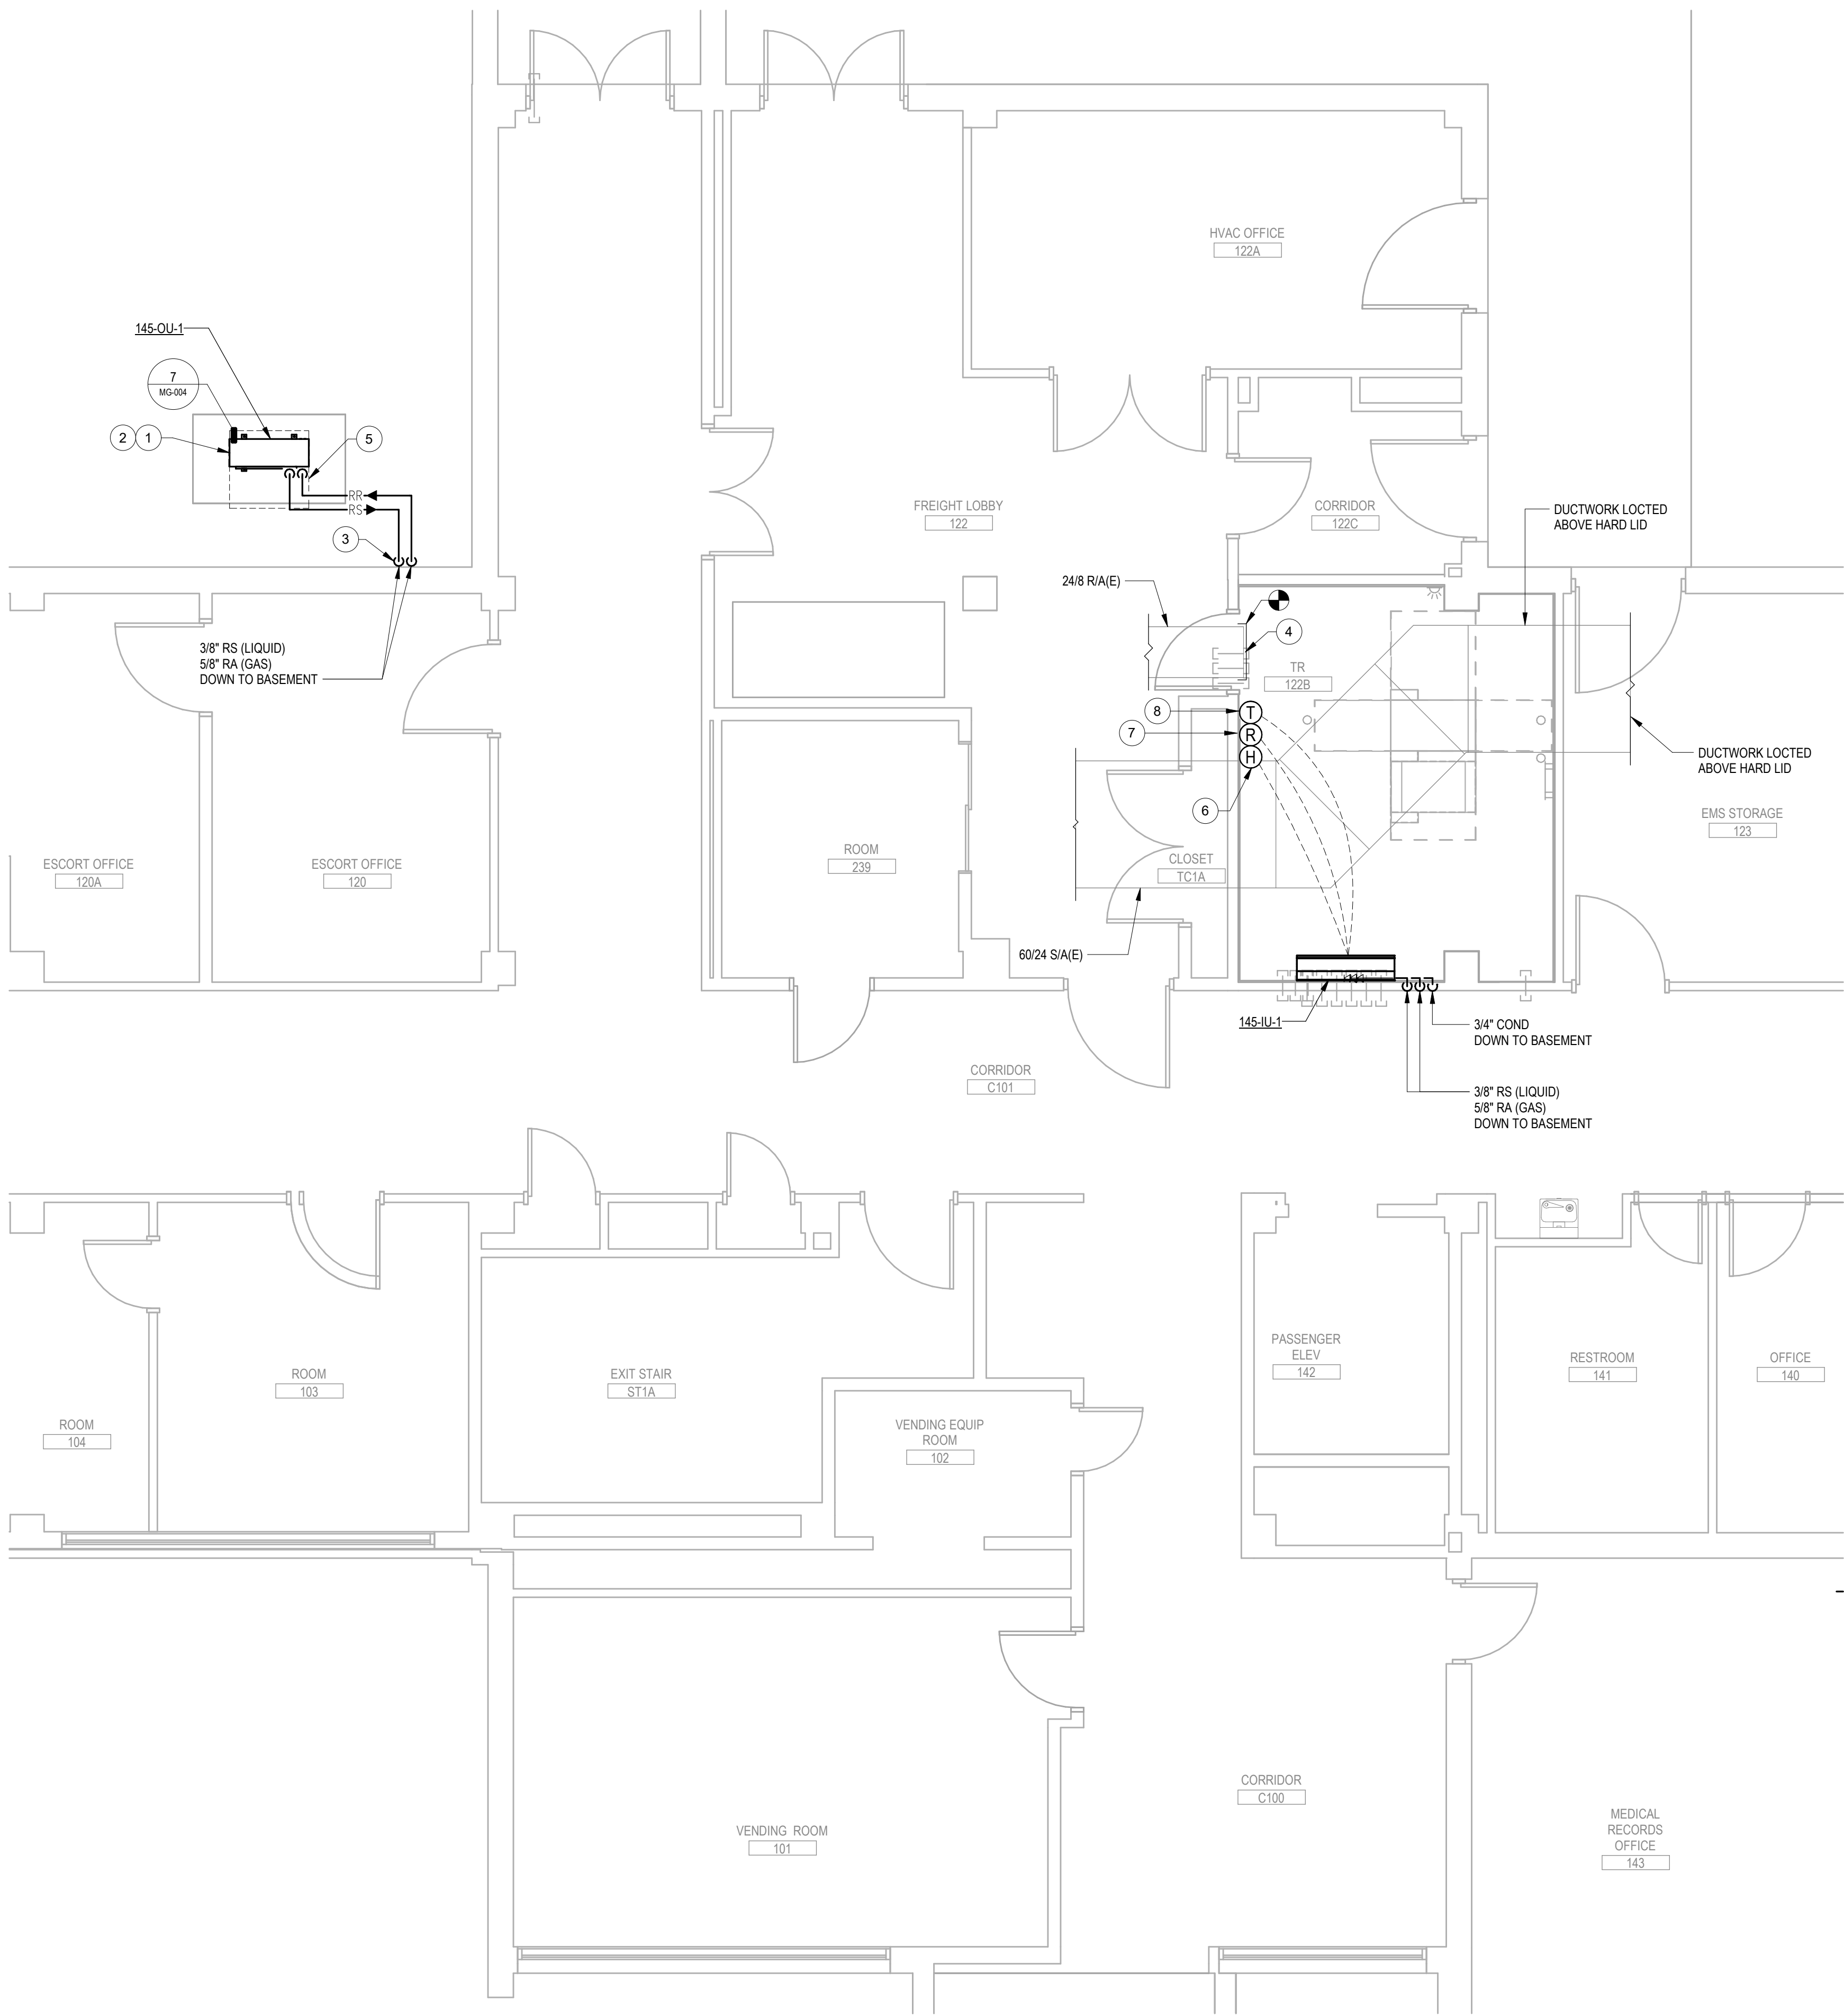 HVAC OFFICE
122A
145-OU-1
7
MG-004
2
1
5
RR
RS
3
3/8" RS (LIQUID)
5/8" RA (GAS)
DOWN TO BASEMENT
FREIGHT LOBBY
122
CORRIDOR
122C
DUCTWORK LOCTED
ABOVE HARD LID
24/8 R/A(E)
4
TR
122B
8
T
7
R
H
6
DUCTWORK LOCTED
ABOVE HARD LID
EMS STORAGE
123
ESCORT OFFICE
120A
ESCORT OFFICE
120
ROOM
239
CLOSET
TC1A
60/24 S/A(E)
145-IU-1
3/4" COND
DOWN TO BASEMENT
CORRIDOR
C101
3/8" RS (LIQUID)
5/8" RA (GAS)
DOWN TO BASEMENT
ROOM
104
ROOM
103
EXIT STAIR
ST1A
VENDING EQUIP
ROOM
102
PASSENGER
ELEV
142
RESTROOM
141
OFFICE
140
VENDING ROOM
101
CORRIDOR
C100
MEDICAL
RECORDS
OFFICE
143